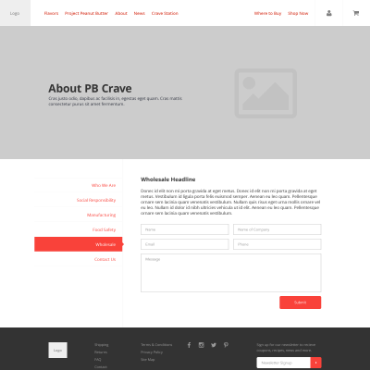 Logo
Flavors Project Peanut Butter About News Crave Nation
Where to Buy Shop Now
About PB Crave
Cras justo odio, dapibus ac facilisis in, egestas eget quam. Cras mattis
consectetur purus sit amet fermentum.
Who We Are
Social Responsibility
Manufacturing
Food Safety
Wholesale
Contact Us
Wholesale Headline
Donec id elit non mi porta gravida at eget metus. Donec id elit non mi porta gravida at eget
metus. Vestibulum id ligula porta felis euismod semper. Aenean eu leo quam. Pellentesque
ornare sem lacinia quam venenatis vestibulum. Nullam quis risus eget urna mollis ornare vel
eu leo. Nullam id dolor id nibh ultricies vehicula ut id elit. Aenean eu leo quam. Pellentesque
ornare sem lacinia quam venenatis vestibulum.
Name
Name of Company
Email
Phone
Message
Submit
Logo
Shipping
Returns
FAQ
Contact
Terms & Conditions
Privacy Policy
Site Map
Sign up for our newsletter to receive
Newsletter Signup